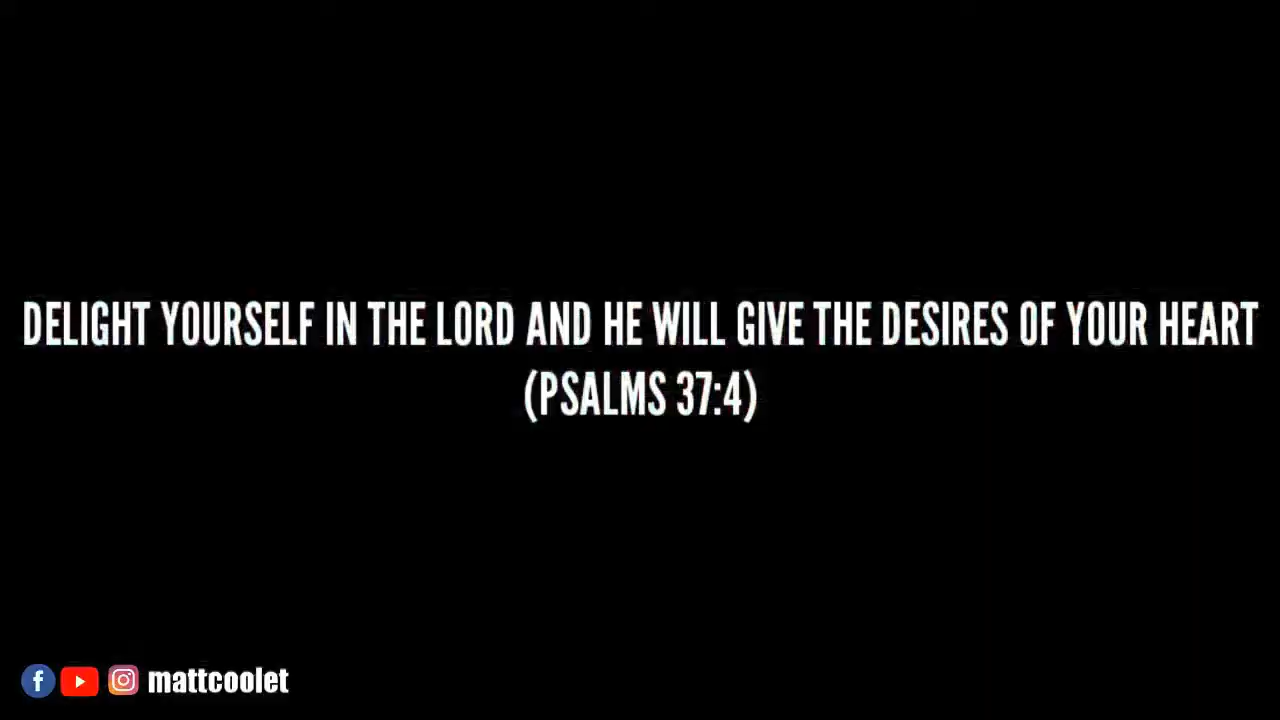 DELIGHT YOURSELF IN THE LORD AND HE WILL GIVE THE DESIRES OF YOUR HEART
(PSALMS 37:4)
mattcoolet